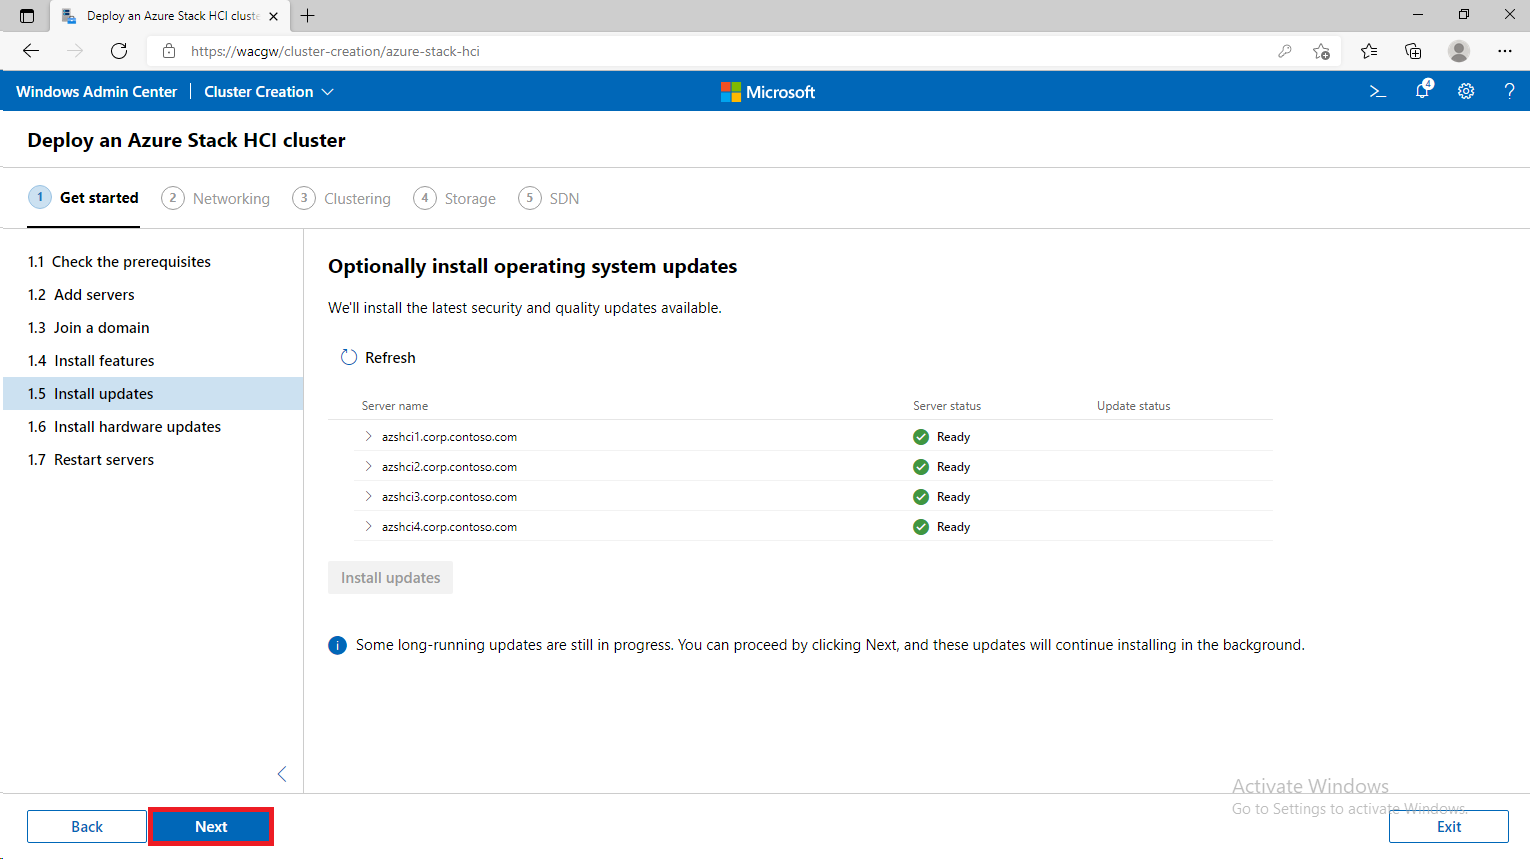 Deploy an Azure Stack HCI cluste
https://wacgw/cluster-creation/azure-stack-hci
Windows Admin Center
Cluster Creation
Microsoft
4
?
Deploy an Azure Stack HCI cluster
1 Get started
2 Networking
3 Clustering
4 Storage
5 SDN
1.1 Check the prerequisites
1.2 Add servers
1.3 Join a domain
1.4 Install features
1.5 Install updates
1.6 Install hardware updates
1.7 Restart servers
Optionally install operating system updates
We'll install the latest security and quality updates available.
Refresh
Server name Server status Update status
azshci1.corp.contoso.com Ready
azshci2.corp.contoso.com Ready
azshci3.corp.contoso.com Ready
azshci4.corp.contoso.com Ready
Install updates
Some long-running updates are still in progress. You can proceed by clicking Next, and these updates will continue installing in the background.
Activate Windows
Go to Settings to activate Windows.
Back
Next
Exit